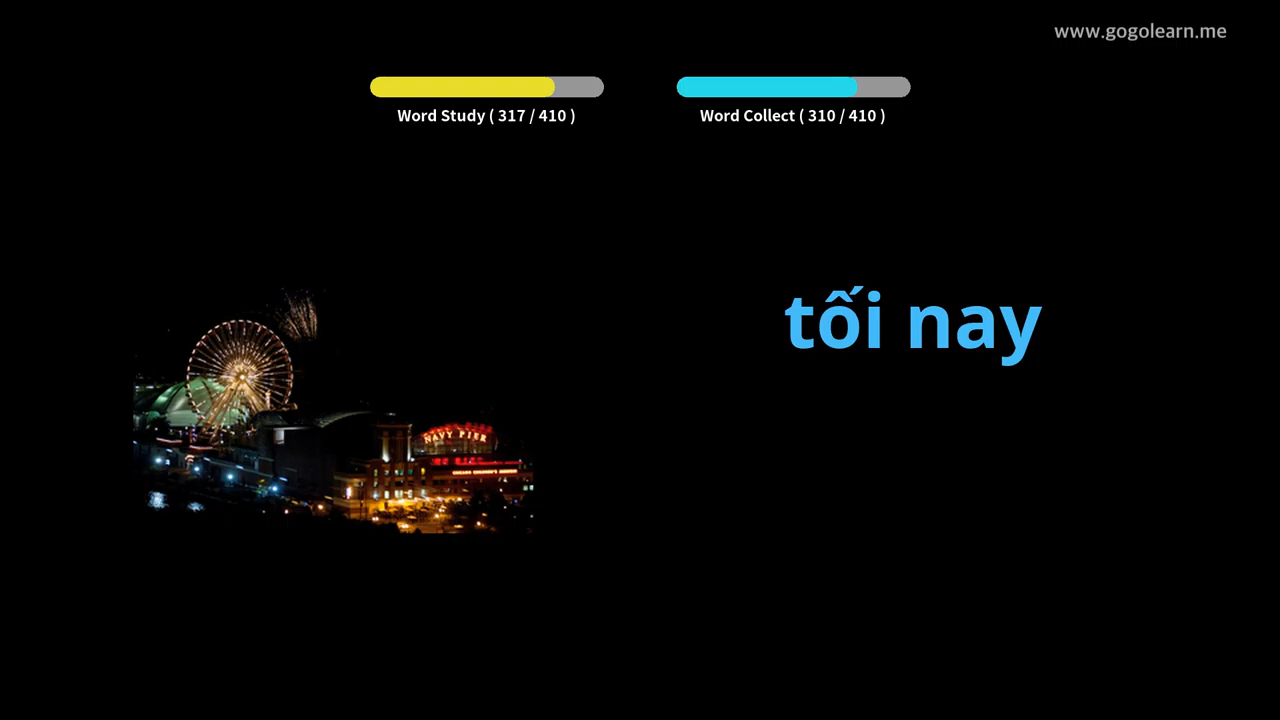 www.gogolearn.me
Word Study ( 317 / 410 )
Word Collect ( 310 / 410 )
tối nay
NAVY PIER